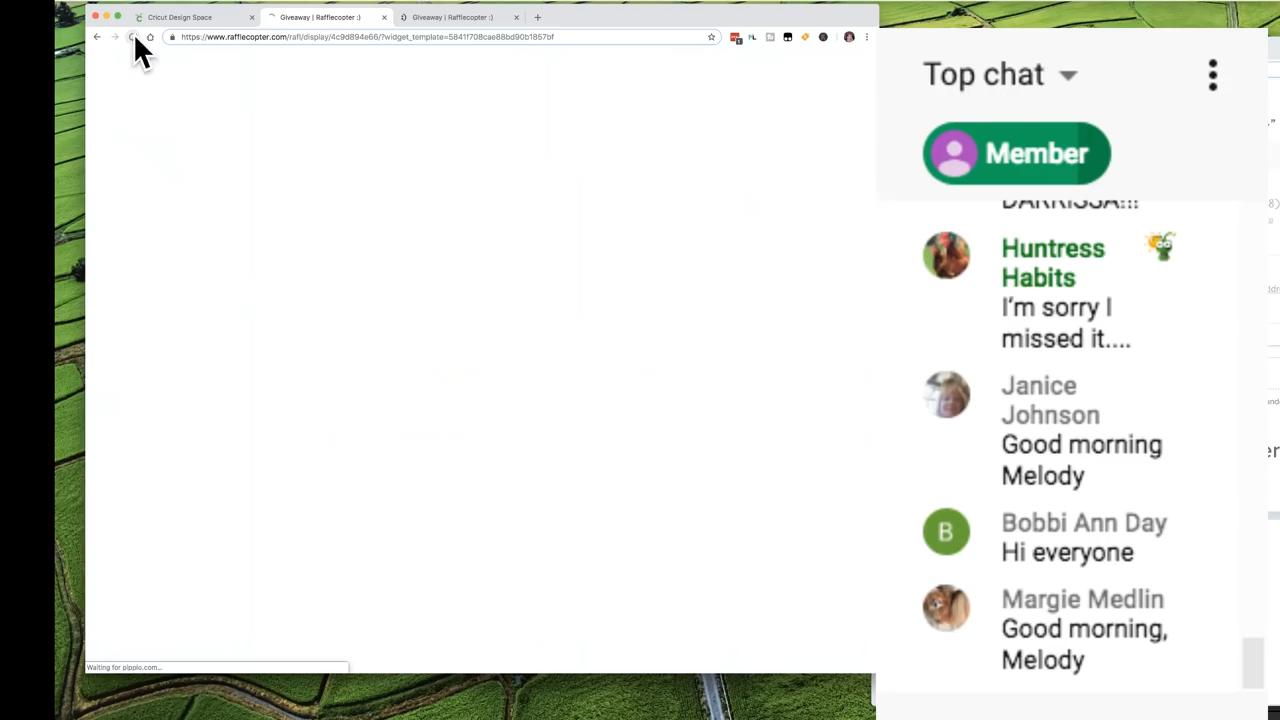 Cricut Design Space
Giveaway | Rafflecopter :)
Giveaway | Rafflecopter :)
https://www.rafflecopter.com/rafl/display/4c9d894e66/?widget_template=5841f708cae88bd90b1857bf
Top chat
Member
DARRISSA!!!
Huntress
Habits
I'm sorry I
missed it....
Janice
Johnson
Good morning
Melody
B
Bobbi Ann Day
Hi everyone
Margie Medlin
Good morning,
Melody
Waiting for pippio.com...